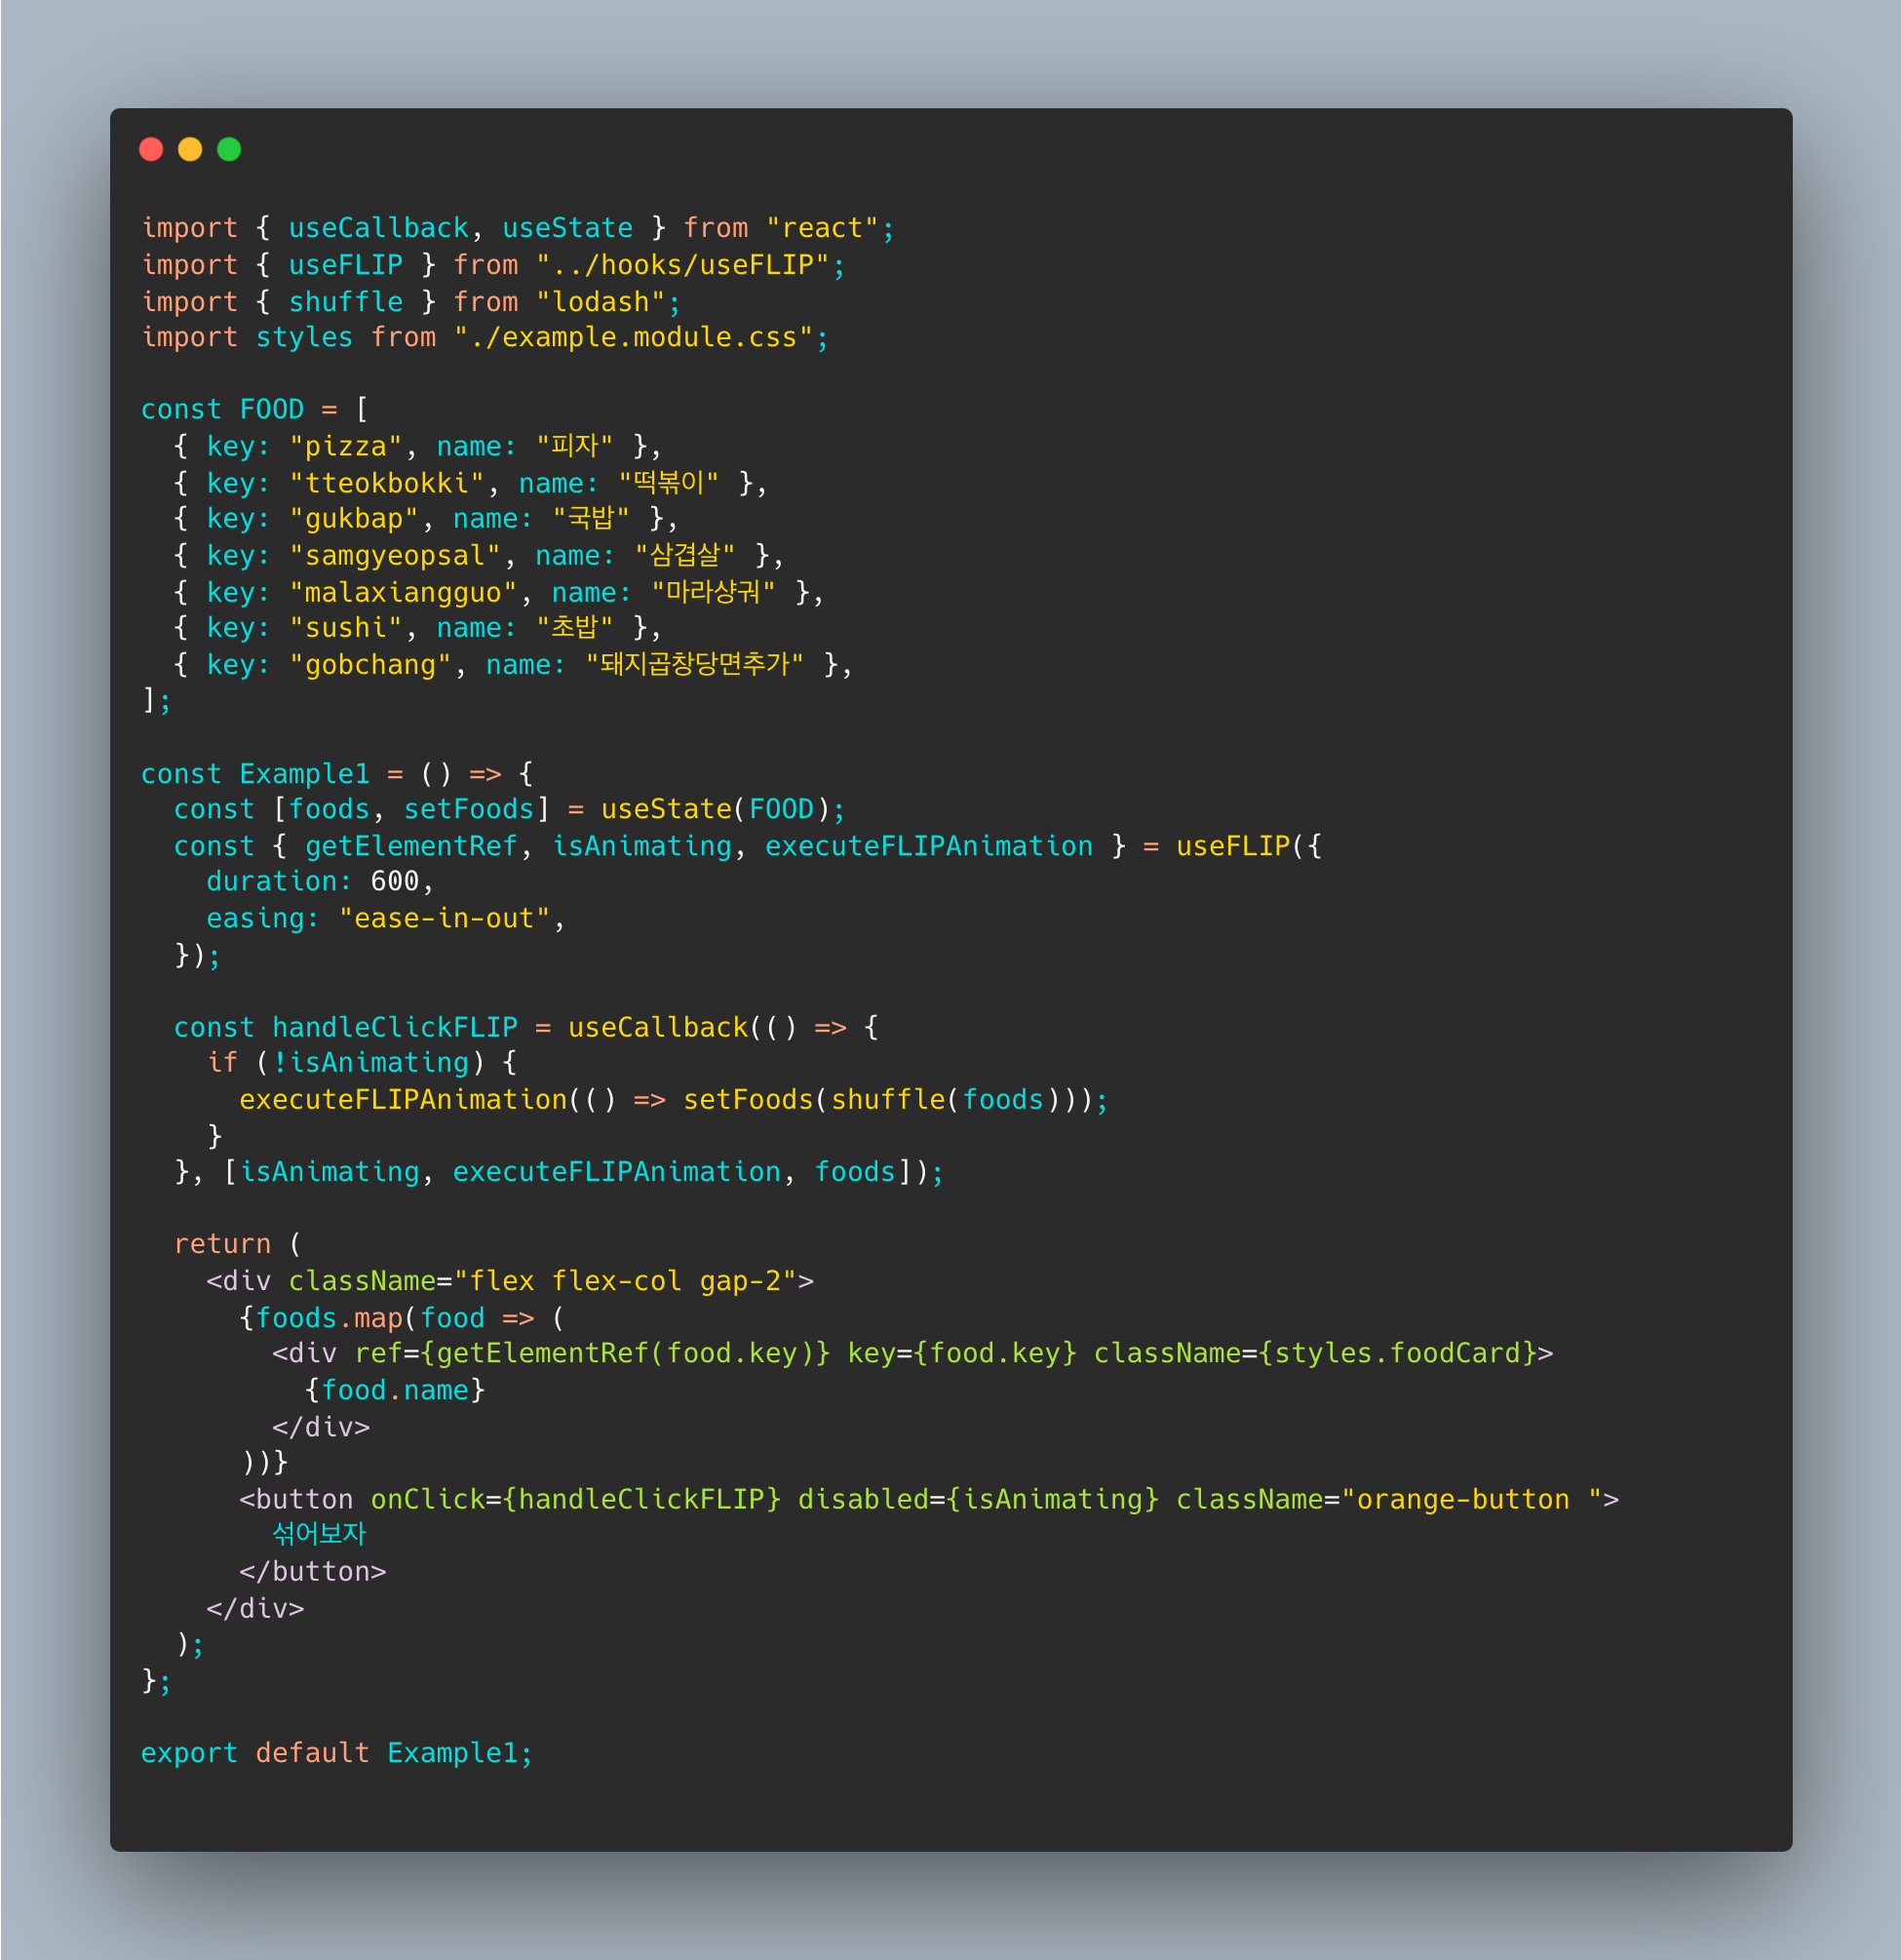 import { useCallback, useState } from "react";
import { useFLIP } from "../hooks/useFLIP";
import { shuffle } from "lodash";
import styles from "./example.module.css";

const FOOD = [
  { key: "pizza", name: "피자" },
  { key: "tteokbokki", name: "떡볶이" },
  { key: "gukbap", name: "국밥" },
  { key: "samgyeopsal", name: "삼겹살" },
  { key: "malaxiangguo", name: "마라샹궈" },
  { key: "sushi", name: "초밥" },
  { key: "gobchang", name: "돼지곱창당면추가" },
];

const Example1 = () => {
  const [foods, setFoods] = useState(FOOD);
  const { getElementRef, isAnimating, executeFLIPAnimation } = useFLIP({
    duration: 600,
    easing: "ease-in-out",
  });

  const handleClickFLIP = useCallback(() => {
    if (!isAnimating) {
      executeFLIPAnimation(() => setFoods(shuffle(foods)));
    }
  }, [isAnimating, executeFLIPAnimation, foods]);

  return (
    <div className="flex flex-col gap-2">
      {foods.map(food => (
        <div ref={getElementRef(food.key)} key={food.key} className={styles.foodCard}>
          {food.name}
        </div>
      ))}
      <button onClick={handleClickFLIP} disabled={isAnimating} className="orange-button ">
        섞어보자
      </button>
    </div>
  );
};

export default Example1;